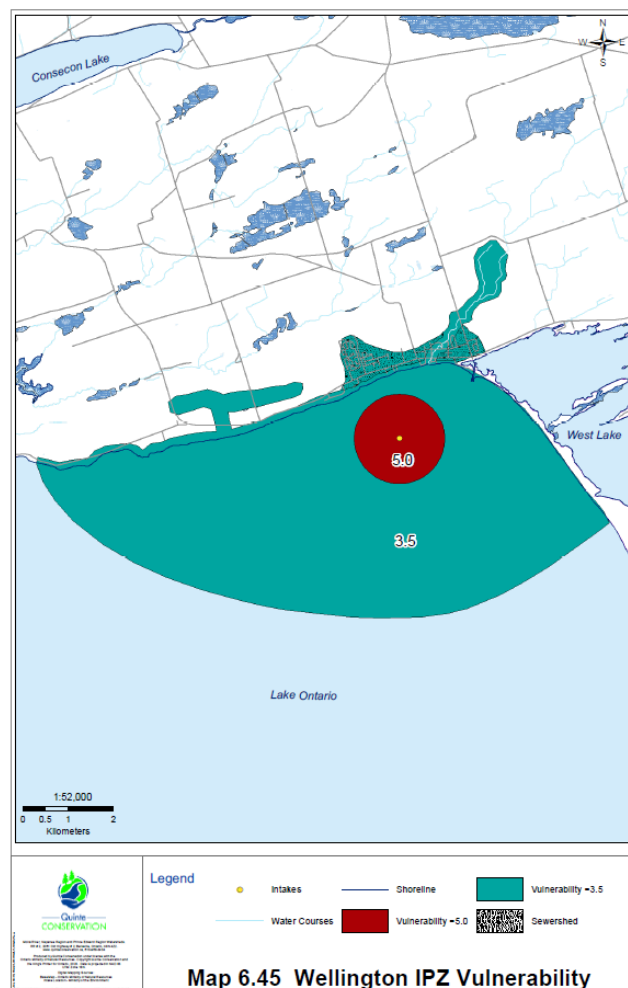 Consecon Lake
N
W E
S
West Lake
5.0
3.5
Lake Ontario
1:52,000
0 0.5 1 2
Kilometers
Legend
Intakes
Shoreline
Vulnerability =3.5
Water Courses
Vulnerability =5.0
Sewershed
Quinte
CONSERVATION
Map 6.45 Wellington IPZ Vulnerability